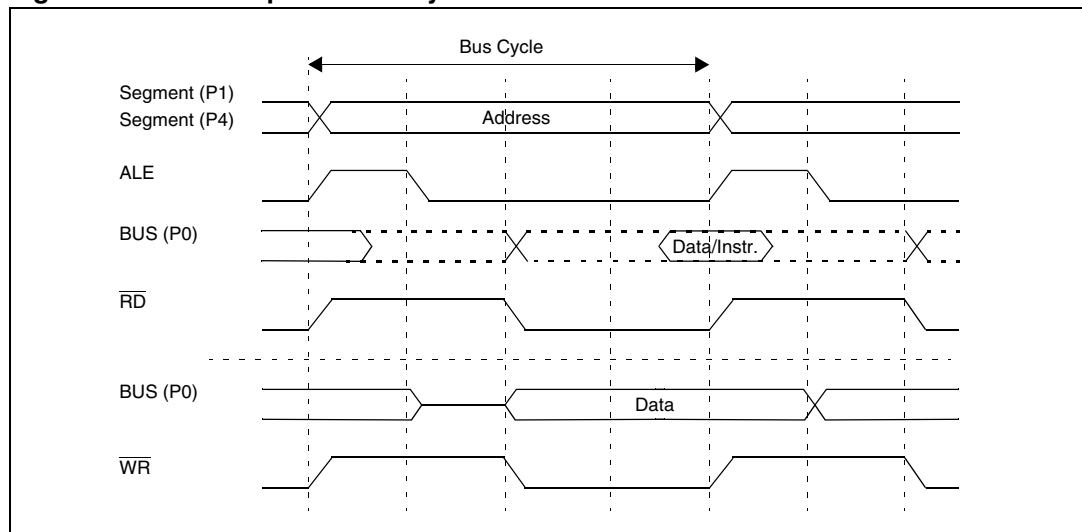 Bus Cycle
Segment (P1)
Segment (P4)
Address
ALE
BUS (P0)
Data/Instr.
RD
BUS (P0)
Data
WR